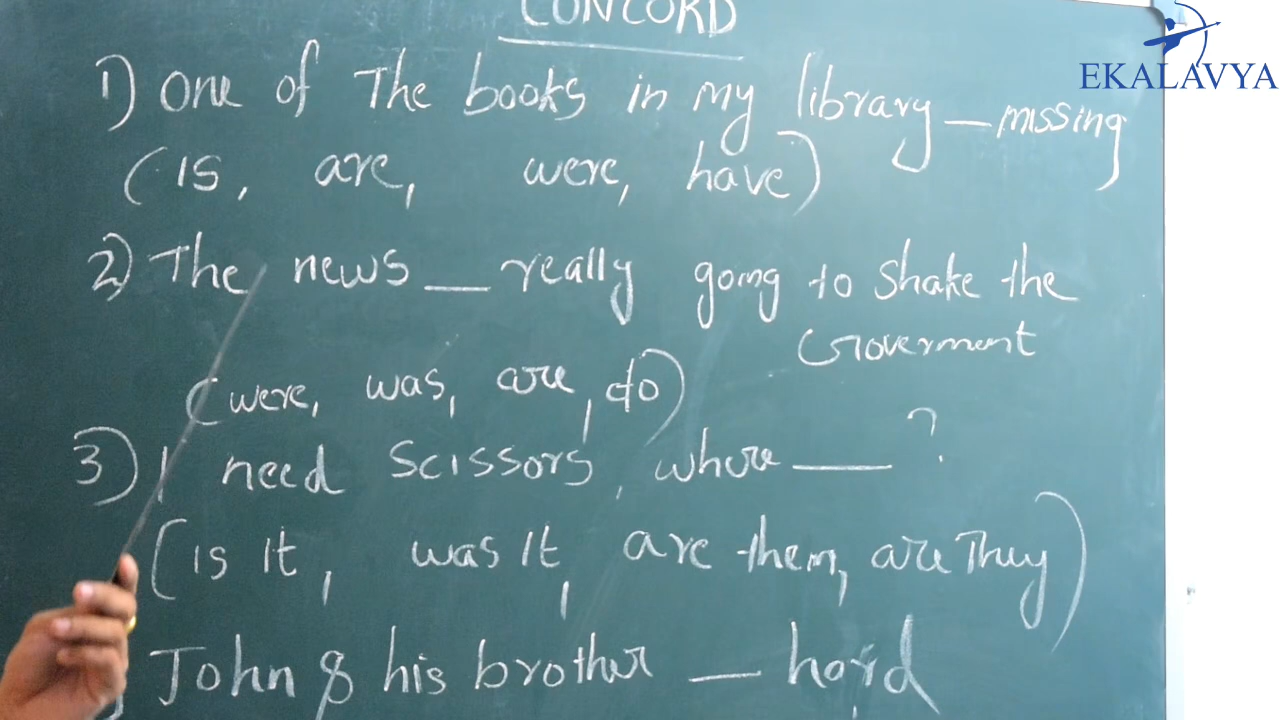 CONCORD
EKALAVYA
1) One of The books in my library _ missing
(is, are, were, have)
2) The news _ really going to shake the
Goverment
(were, was, are, do)
3) I need scissors, where _ ?
(is it, was it, are them, are They)
John & his brother _ hard